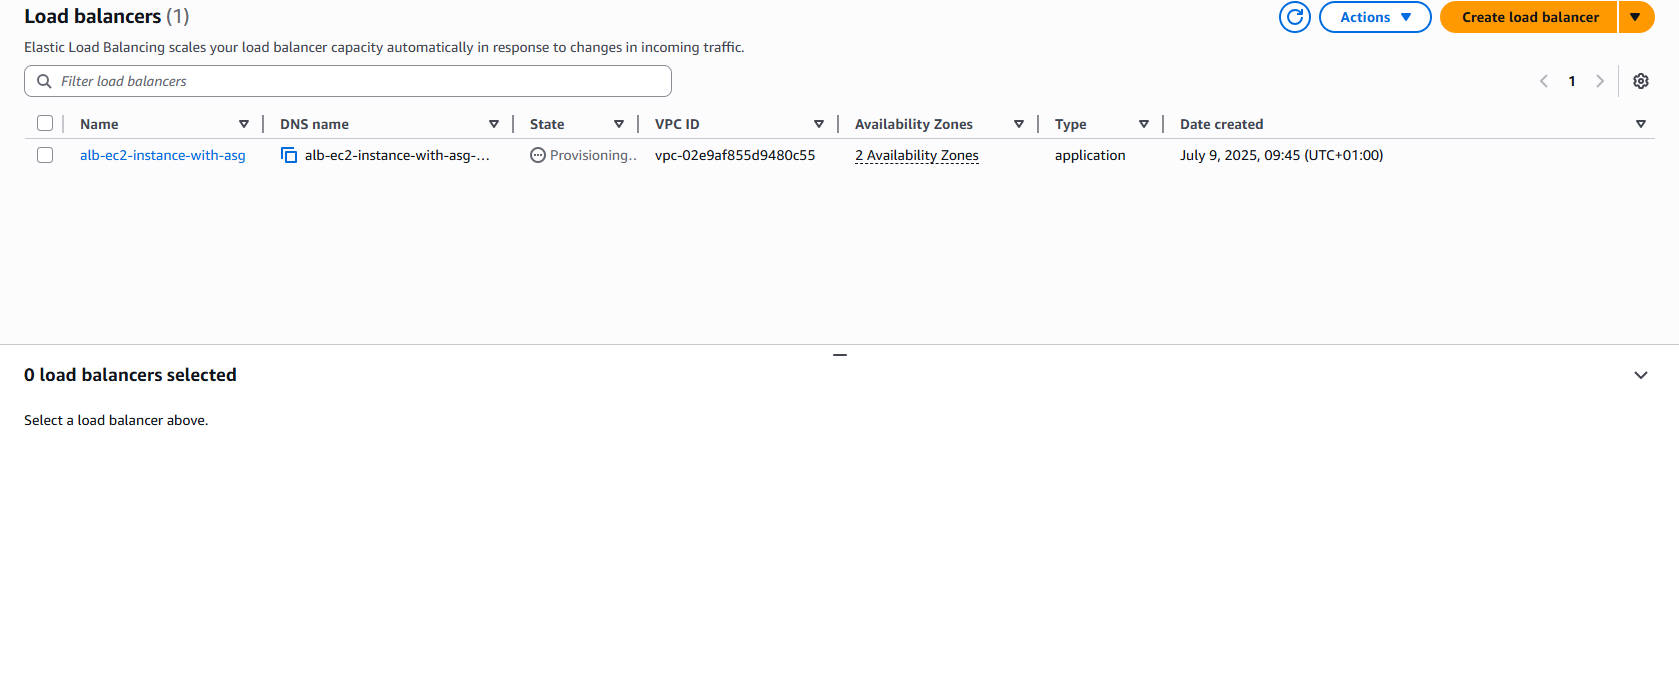 Load balancers (1)
Actions
Create load balancer
Elastic Load Balancing scales your load balancer capacity automatically in response to changes in incoming traffic.
Filter load balancers
1
Name DNS name State VPC ID Availability Zones Type Date created
alb-ec2-instance-with-asg alb-ec2-instance-with-asg-... Provisioning.. vpc-02e9af855d9480c55 2 Availability Zones application July 9, 2025, 09:45 (UTC+01:00)
0 load balancers selected
Select a load balancer above.